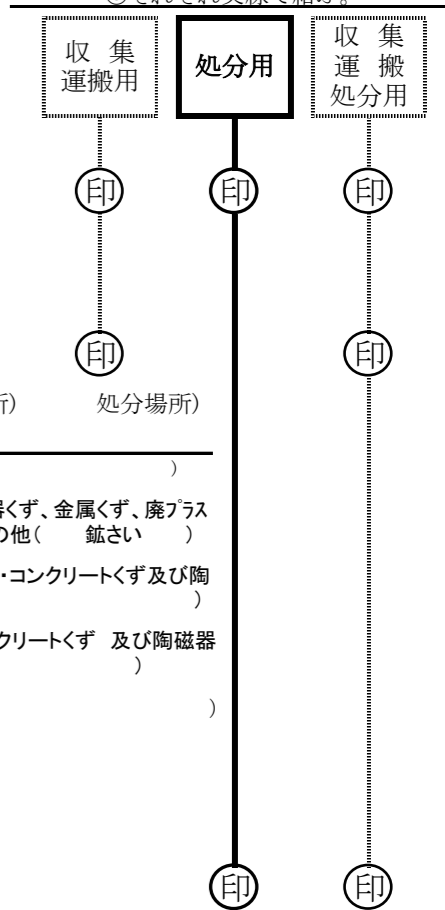 それぞれ実線で結ぶ。
収 集
運搬用
処分用
収 集
運 搬
処分用
印 印 印
印 印
所) 処分場所)
)
器くず、金属くず、廃プラス
の他( 鉱さい )
・コンクリートくず及び陶
)
クリートくず 及び陶磁器
)
)
印 印